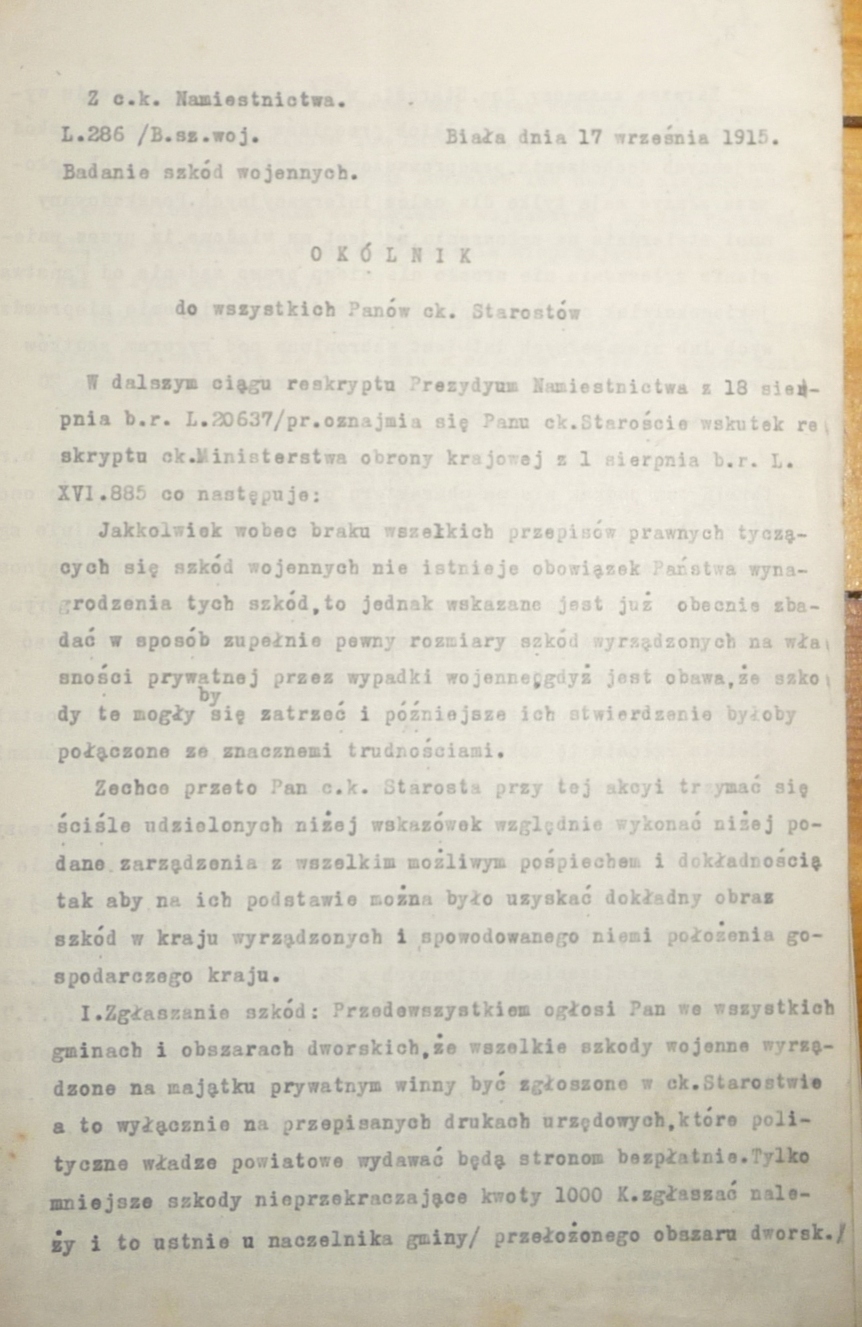 Z c.k. Namiestnictwa.
L.286 /B.sz.woj. Biała dnia 17 września 1915.
Badanie szkód wojennych.
O K Ó L N I K
do wszystkich Panów ck. Starostów
W dalszym ciągu reskryptu Prezydyum Namiestnictwa z 18 sier-
pnia b.r. L.20637/pr.oznajmia się Panu ck.Staroście wskutek re
skryptu ck.Ministerstwa obrony krajowej z 1 sierpnia b.r. L.
XVI.885 co następuje:
Jakkolwiek wobec braku wszelkich przepisów prawnych tyczą-
cych się szkód wojennych nie istnieje obowiązek Państwa wyna-
grodzenia tych szkód,to jednak wskazane jest już obecnie zba-
dać w sposób zupełnie pewny rozmiary szkód wyrządzonych na wła
sności prywatnej przez wypadki wojenne,gdyż jest obawa,że szko
dy te mogły by się zatrzeć i późniejsze ich stwierdzenie byłoby
połączone ze znacznemi trudnościami.
Zechce przeto Pan c.k. Starosta przy tej akcyi trzymać się
ściśle udzielonych niżej wskazówek względnie wykonać niżej po-
dane zarządzenia z wszelkim możliwym pośpiechem i dokładnością
tak aby na ich podstawie można było uzyskać dokładny obraz
szkód w kraju wyrządzonych i spowodowanego niemi położenia go-
spodarczego kraju.
I.Zgłaszanie szkód: Przedewszystkiem ogłosi Pan we wszystkich
gminach i obszarach dworskich,że wszelkie szkody wojenne wyrzą-
dzone na majątku prywatnym winny być zgłoszone w ck.Starostwie
a to wyłącznie na przepisanych drukach urzędowych,które poli-
tyczne władze powiatowe wydawać będą stronom bezpłatnie.Tylko
mniejsze szkody nieprzekraczające kwoty 1000 K.zgłaszać nale-
ży i to ustnie u naczelnika gminy/ przełożonego obszaru dworsk./